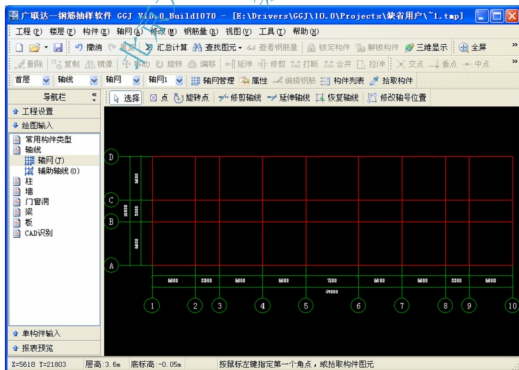 广联达—钢筋抽样软件 GGJ V10.0 Build1070 - [E:\Drivers\GGJ\10.0\Projects\缺省用户\~1.tmp]
工程(P) 楼层(F) 构件(E) 轴网(A) 修改(M) 钢筋量(R) 视图(V) 工具(T) 帮助(H)
撤消 汇总计算 查找图元 查看钢筋量 锁定构件 解锁构件 三维显示 全屏
删除 复制 镜像 移动 旋转 偏移 延伸 修剪 打断 合并 拉伸 交点 垂点 中点
首层 轴线 轴网 轴网1 轴网管理 属性 编辑钢筋 构件列表 拾取构件
导航栏 选择 点 旋转点 修剪轴线 延伸轴线 恢复轴线 修改轴号位置
工程设置
绘图输入
常用构件类型
轴线
轴网(J)
辅助轴线(O)
柱
墙
门窗洞
梁
板
CAD识别
D
C
B
A
6000 3300 6000 6000 7200 6000 6000 3300 6000
1 2 3 4 5 6 7 8 9 10
单构件输入
报表预览
X=5618 Y=21803 层高:3.6m 底标高:-0.05m 按鼠标左键指定第一个角点，或拾取构件图元